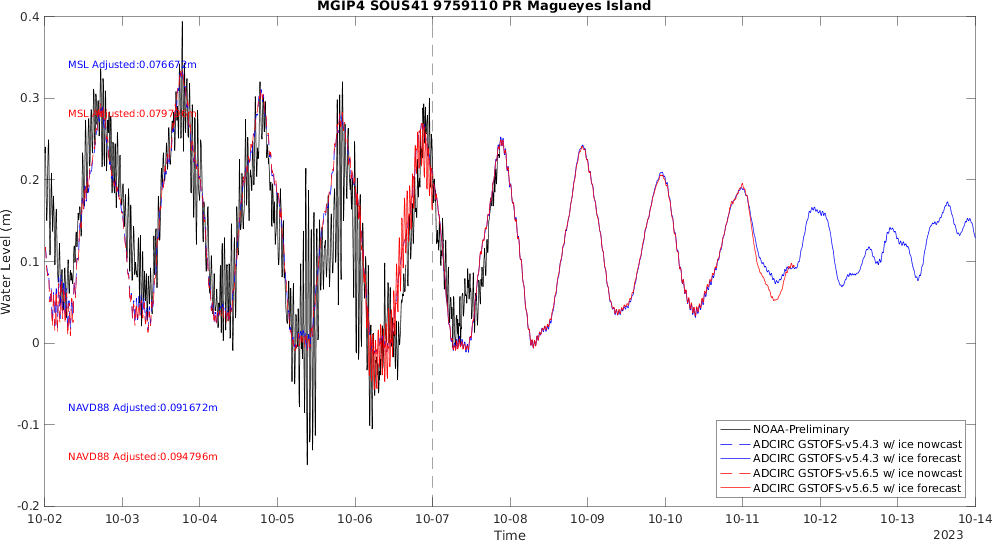 MGIP4 SOUS41 9759110 PR Magueyes Island
0.4
0.3
0.2
0.1
0
-0.1
-0.2
Water Level (m)
MSL Adjusted:0.076672m
NAVD88 Adjusted:0.091672m
NAVD88 Adjusted:0.094796m
NOAA-Preliminary
ADCIRC GSTOFS-v5.4.3 w/ ice nowcast
ADCIRC GSTOFS-v5.4.3 w/ ice forecast
ADCIRC GSTOFS-v5.6.5 w/ ice nowcast
ADCIRC GSTOFS-v5.6.5 w/ ice forecast
10-02 10-03 10-04 10-05 10-06 10-07 10-08 10-09 10-10 10-11 10-12 10-13 10-14
Time
2023